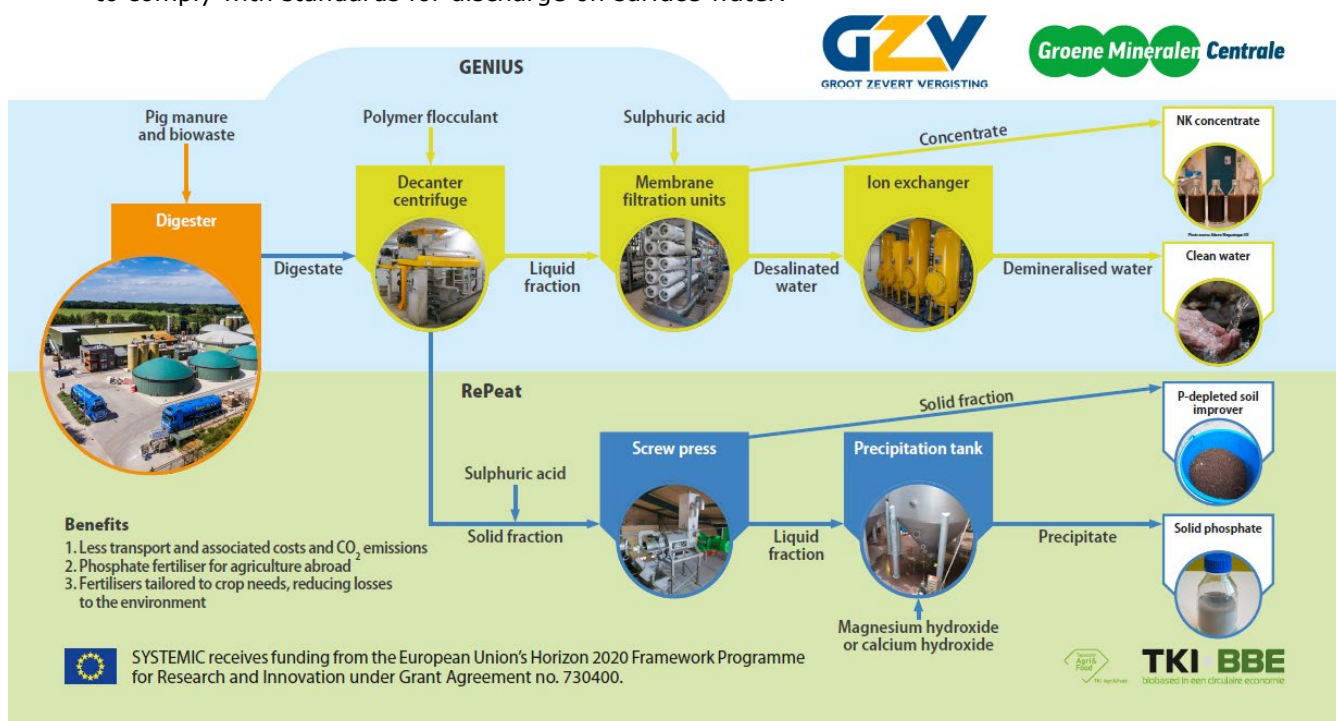 to comply with standards for discharge on surface water.
GENIUS
GZV
GROOT ZEVERT VERGISTING
Groene Mineralen Centrale
Pig manure
and biowaste
Polymer flocculant
Sulphuric acid
Concentrate
NK concentrate
Digester
Decanter
centrifuge
Membrane
filtration units
Ion exchanger
Digestate
Liquid
fraction
Desalinated
water
Demineralised water
Clean water
RePeat
Solid fraction
P-depleted soil
improver
Screw press
Precipitation tank
Sulphuric acid
Solid fraction
Liquid
fraction
Precipitate
Solid phosphate
Benefits
1. Less transport and associated costs and CO2 emissions
2. Phosphate fertiliser for agriculture abroad
3. Fertilisers tailored to crop needs, reducing losses
to the environment
Magnesium hydroxide
or calcium hydroxide
SYSTEMIC receives funding from the European Union's Horizon 2020 Framework Programme
for Research and Innovation under Grant Agreement no. 730400.
Agri&
Food
TKI BBE
biobased in een circulaire economie